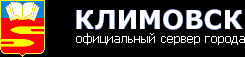 КЛИМОВСК
официальный сервер города